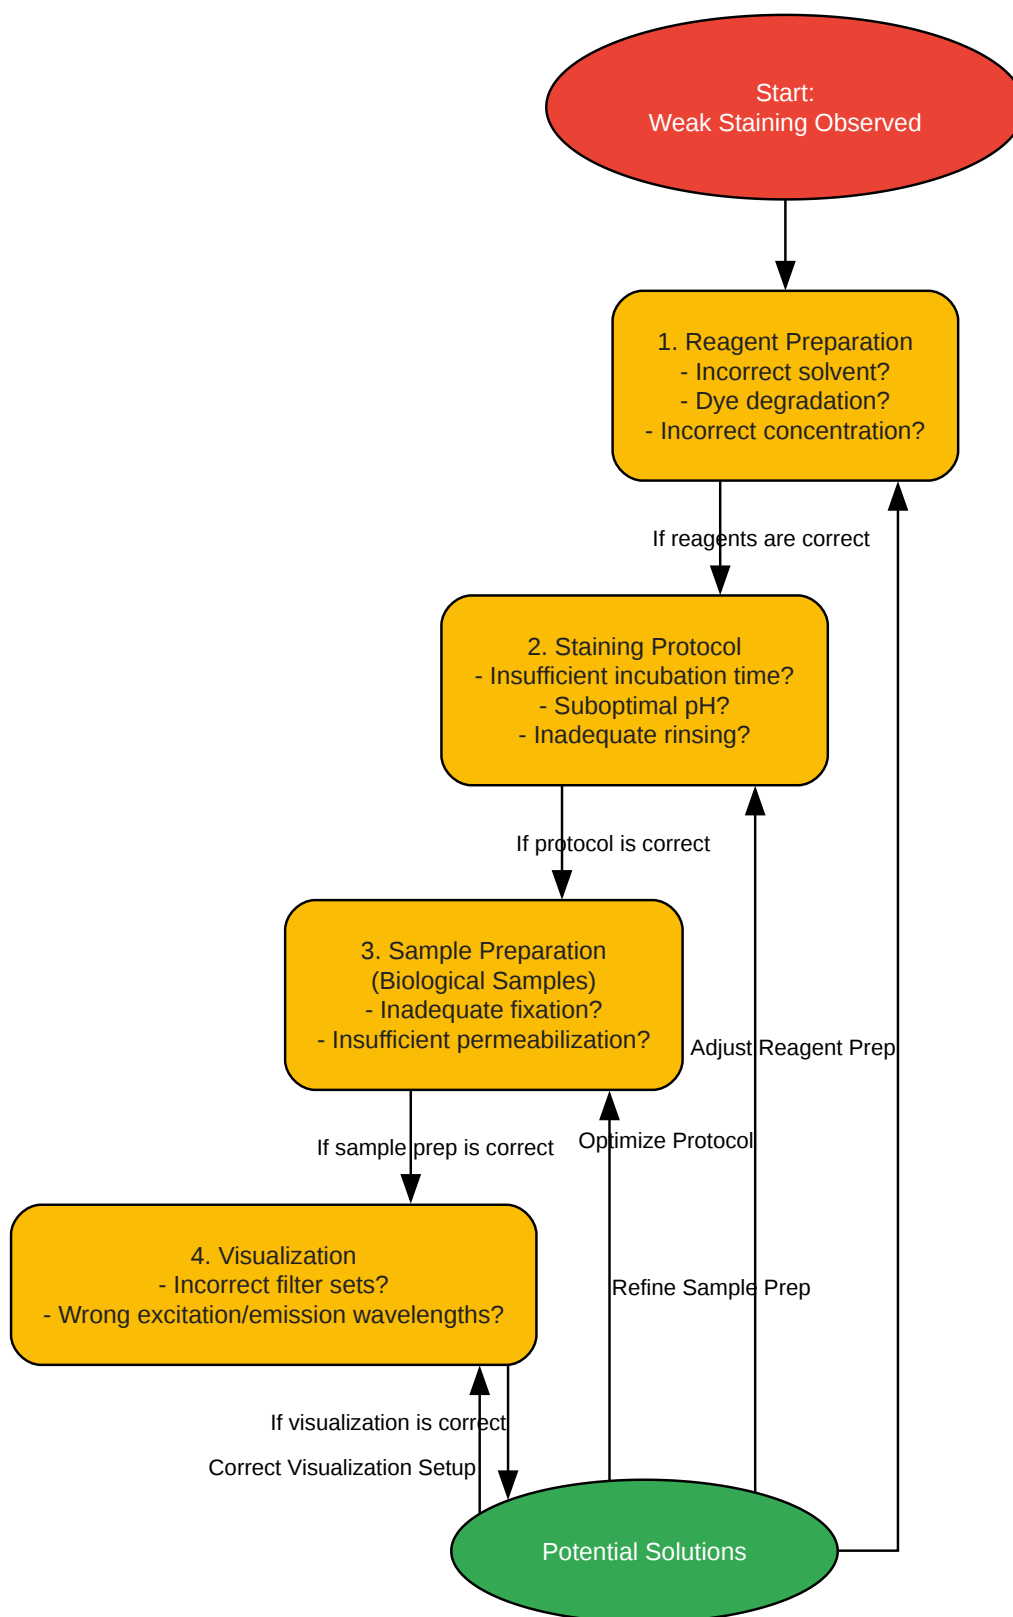 Start:
Weak Staining Observed
1. Reagent Preparation
- Incorrect solvent?
- Dye degradation?
- Incorrect concentration?
If reagents are correct
2. Staining Protocol
- Insufficient incubation time?
- Suboptimal pH?
- Inadequate rinsing?
If protocol is correct
3. Sample Preparation
(Biological Samples)
- Inadequate fixation?
- Insufficient permeabilization?
Adjust Reagent Prep
Optimize Protocol
If sample prep is correct
4. Visualization
- Incorrect filter sets?
- Wrong excitation/emission wavelengths?
Refine Sample Prep
If visualization is correct
Correct Visualization Setup
Potential Solutions